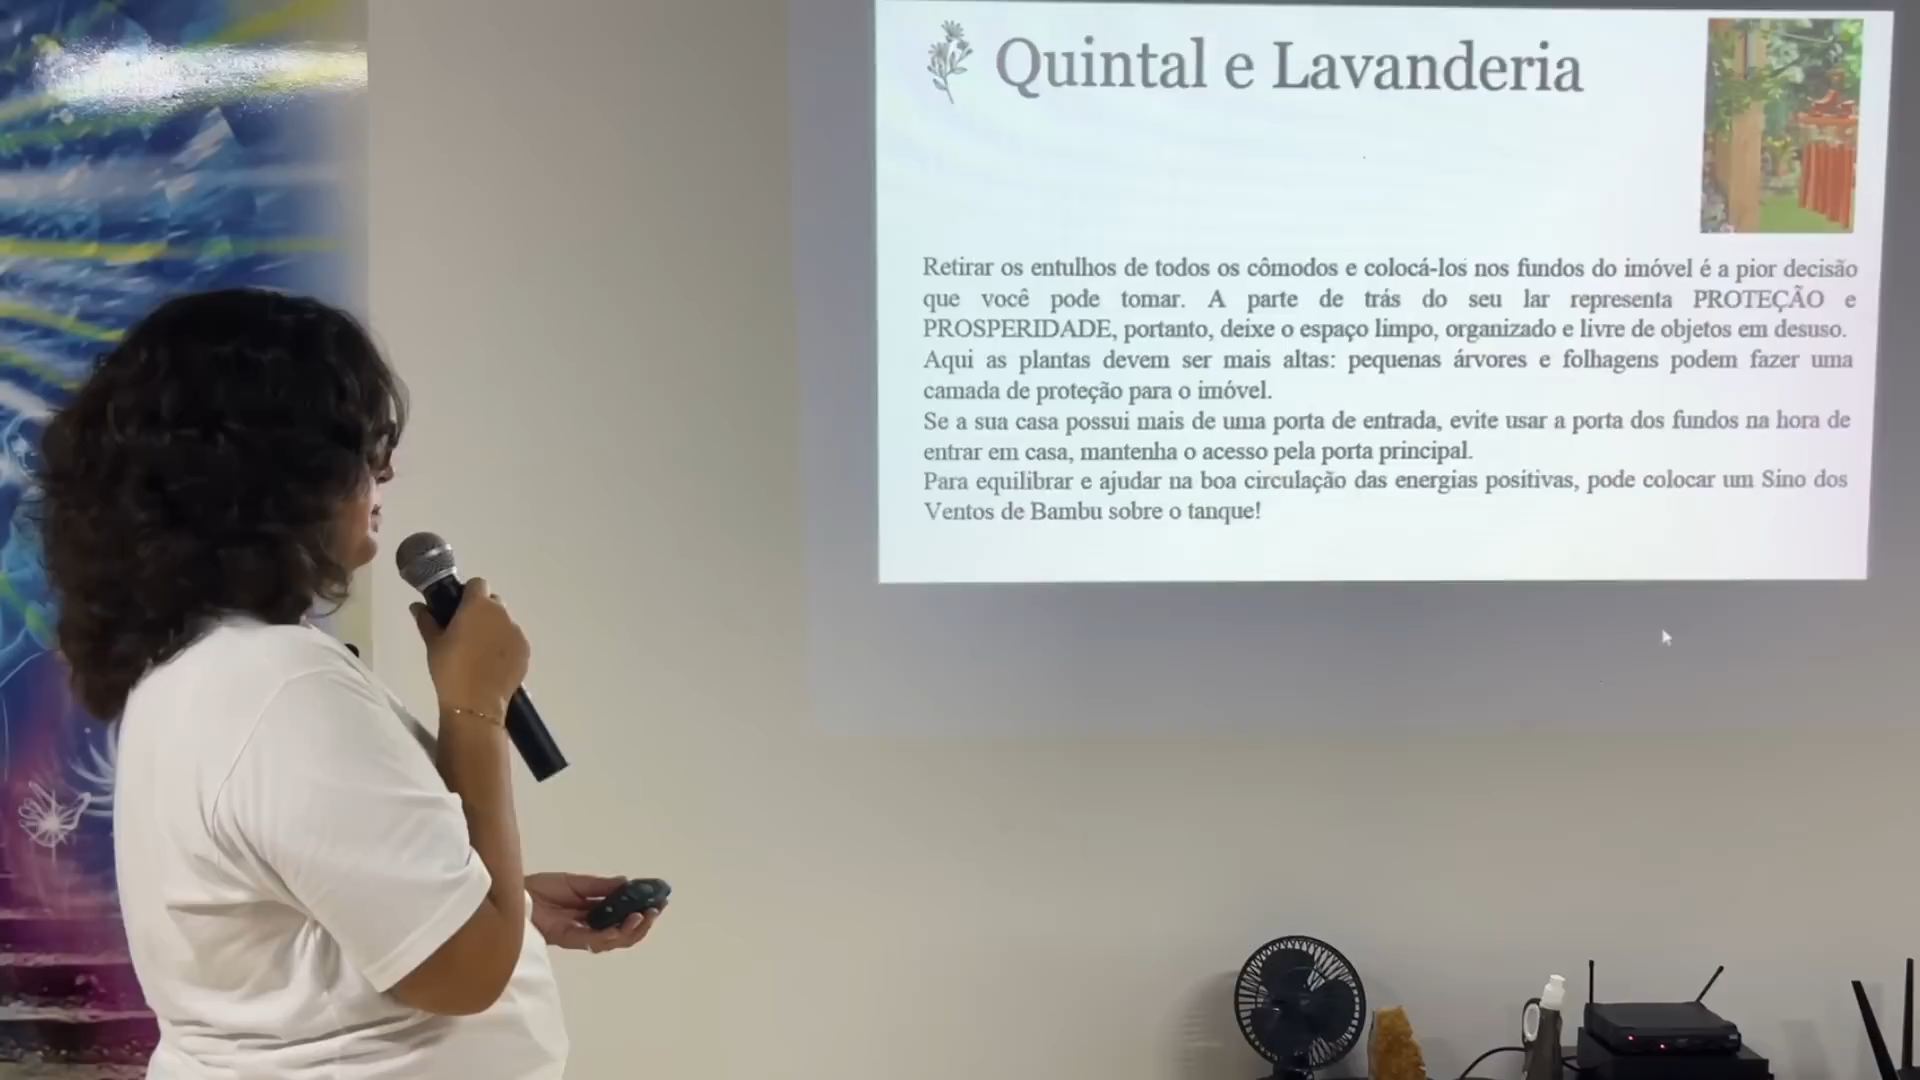 Quintal e Lavanderia
Retirar os entulhos de todos os cômodos e colocá-los nos fundos do imóvel é a pior decisão
que você pode tomar. A parte de trás do seu lar representa PROTEÇÃO e
PROSPERIDADE, portanto, deixe o espaço limpo, organizado e livre de objetos em desuso.
Aqui as plantas devem ser mais altas: pequenas árvores e folhagens podem fazer uma
camada de proteção para o imóvel.
Se a sua casa possui mais de uma porta de entrada, evite usar a porta dos fundos na hora de
entrar em casa, mantenha o acesso pela porta principal.
Para equilibrar e ajudar na boa circulação das energias positivas, pode colocar um Sino dos
Ventos de Bambu sobre o tanque!